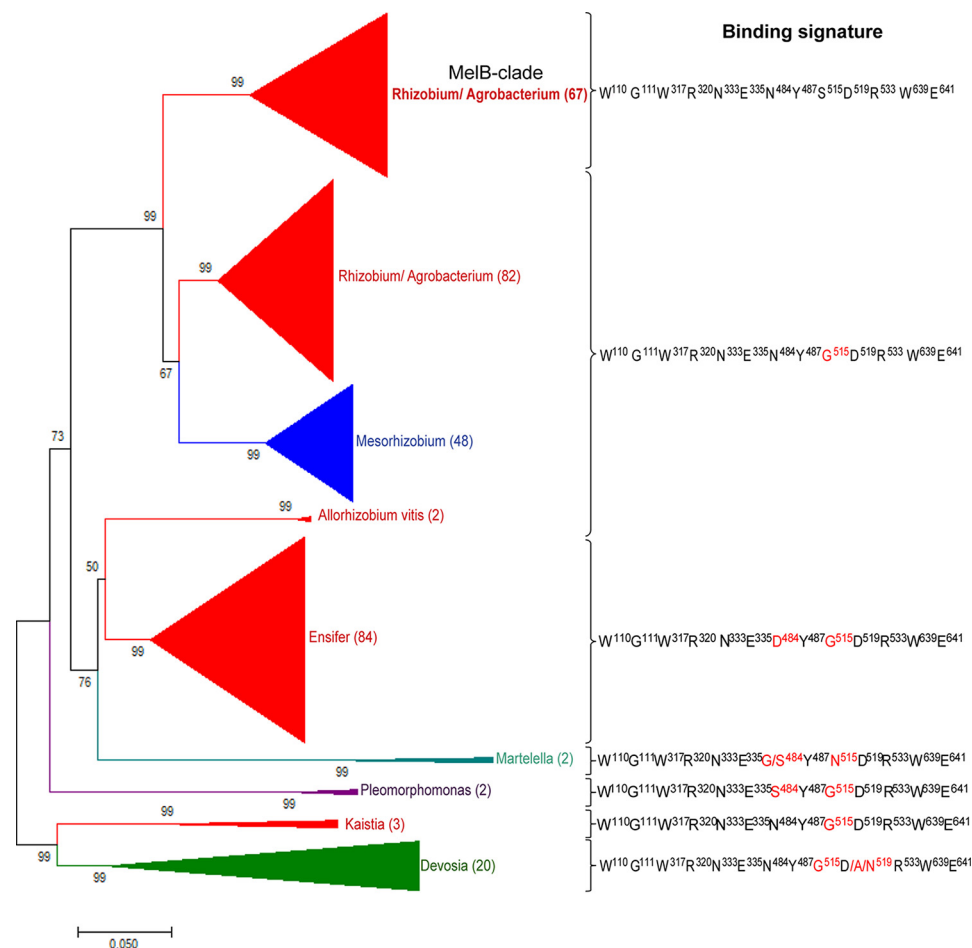 Binding signature
MelB-clade
99
Rhizobium/ Agrobacterium (67)
W110 G111W317R320N333E335N484Y487S515D519R533 W639E641
99
99
Rhizobium/ Agrobacterium (82)
W110 G111W317R320N333E335N484Y487G515D519R533 W639E641
67
73
99
Mesorhizobium (48)
99
Allorhizobium vitis (2)
50
99
Ensifer (84)
W110G111W317R320 N333E335D484Y487G515D519R533W639E641
76
99
Martelella (2)
W110G111W317R320N333E335G/S484Y487N515D519R533W639E641
99
Pleomorphomonas (2)
W110G111W317R320N333E335S484Y487G515D519R533W639E641
99
Kaistia (3)
W110G111W317R320N333E335N484Y487G515D519R533W639E641
99
99
Devosia (20)
W110 G111W317R320N333E335N484Y487G515D/A/N519 R533W639E641
0.050